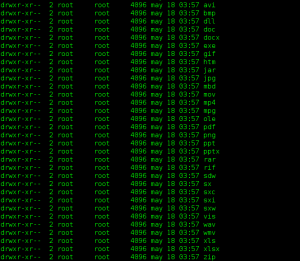 drwxr-xr-- 2 root root 4096 may 18 03:57 avi
drwxr-xr-- 2 root root 4096 may 18 03:57 bmp
drwxr-xr-- 2 root root 4096 may 18 03:57 dll
drwxr-xr-- 2 root root 4096 may 18 03:57 doc
drwxr-xr-- 2 root root 4096 may 18 03:57 docx
drwxr-xr-- 2 root root 4096 may 18 03:57 exe
drwxr-xr-- 2 root root 4096 may 18 03:57 gif
drwxr-xr-- 2 root root 4096 may 18 03:57 htm
drwxr-xr-- 2 root root 4096 may 18 03:57 jar
drwxr-xr-- 2 root root 4096 may 18 03:57 jpg
drwxr-xr-- 2 root root 4096 may 18 03:57 mbd
drwxr-xr-- 2 root root 4096 may 18 03:57 mov
drwxr-xr-- 2 root root 4096 may 18 03:57 mp4
drwxr-xr-- 2 root root 4096 may 18 03:57 mpg
drwxr-xr-- 2 root root 4096 may 18 03:57 ole
drwxr-xr-- 2 root root 4096 may 18 03:57 pdf
drwxr-xr-- 2 root root 4096 may 18 03:57 png
drwxr-xr-- 2 root root 4096 may 18 03:57 ppt
drwxr-xr-- 2 root root 4096 may 18 03:57 pptx
drwxr-xr-- 2 root root 4096 may 18 03:57 rar
drwxr-xr-- 2 root root 4096 may 18 03:57 rif
drwxr-xr-- 2 root root 4096 may 18 03:57 sdw
drwxr-xr-- 2 root root 4096 may 18 03:57 sx
drwxr-xr-- 2 root root 4096 may 18 03:57 sxc
drwxr-xr-- 2 root root 4096 may 18 03:57 sxi
drwxr-xr-- 2 root root 4096 may 18 03:57 sxw
drwxr-xr-- 2 root root 4096 may 18 03:57 vis
drwxr-xr-- 2 root root 4096 may 18 03:57 wav
drwxr-xr-- 2 root root 4096 may 18 03:57 wmv
drwxr-xr-- 2 root root 4096 may 18 03:57 xls
drwxr-xr-- 2 root root 4096 may 18 03:57 xlsx
drwxr-xr-- 2 root root 4096 may 18 03:57 zip